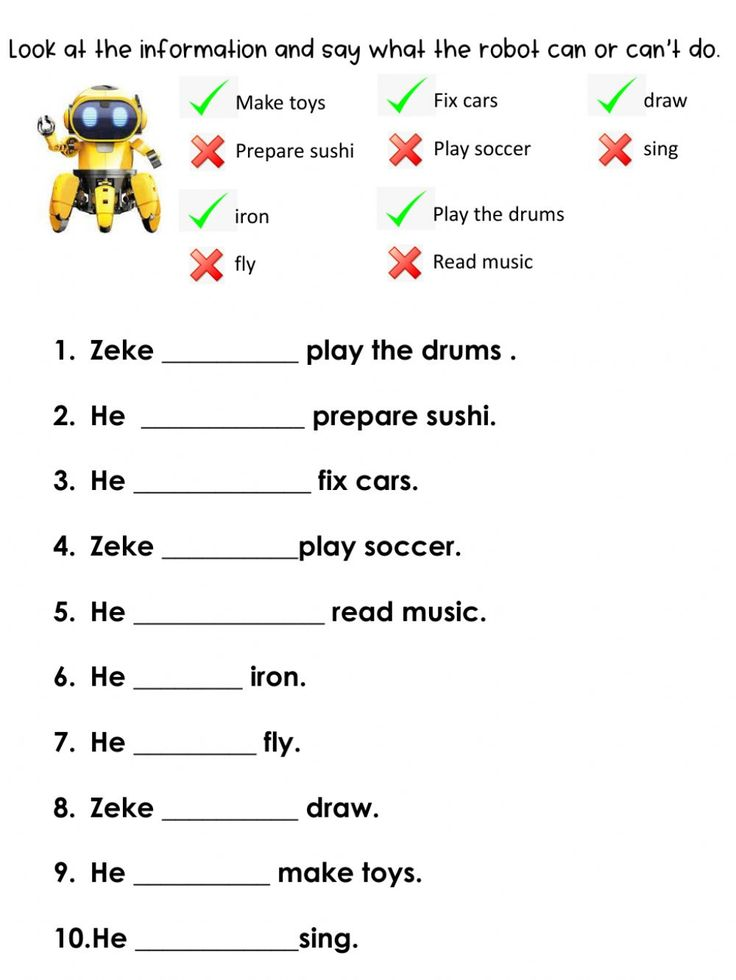 Look at the information and say what the robot can or can't do.
Make toys Fix cars draw
Prepare sushi Play soccer sing
iron Play the drums
fly Read music
1. Zeke __________ play the drums .
2. He ____________ prepare sushi.
3. He _____________ fix cars.
4. Zeke __________play soccer.
5. He ______________ read music.
6. He ________ iron.
7. He _________ fly.
8. Zeke __________ draw.
9. He __________ make toys.
10.He ____________sing.